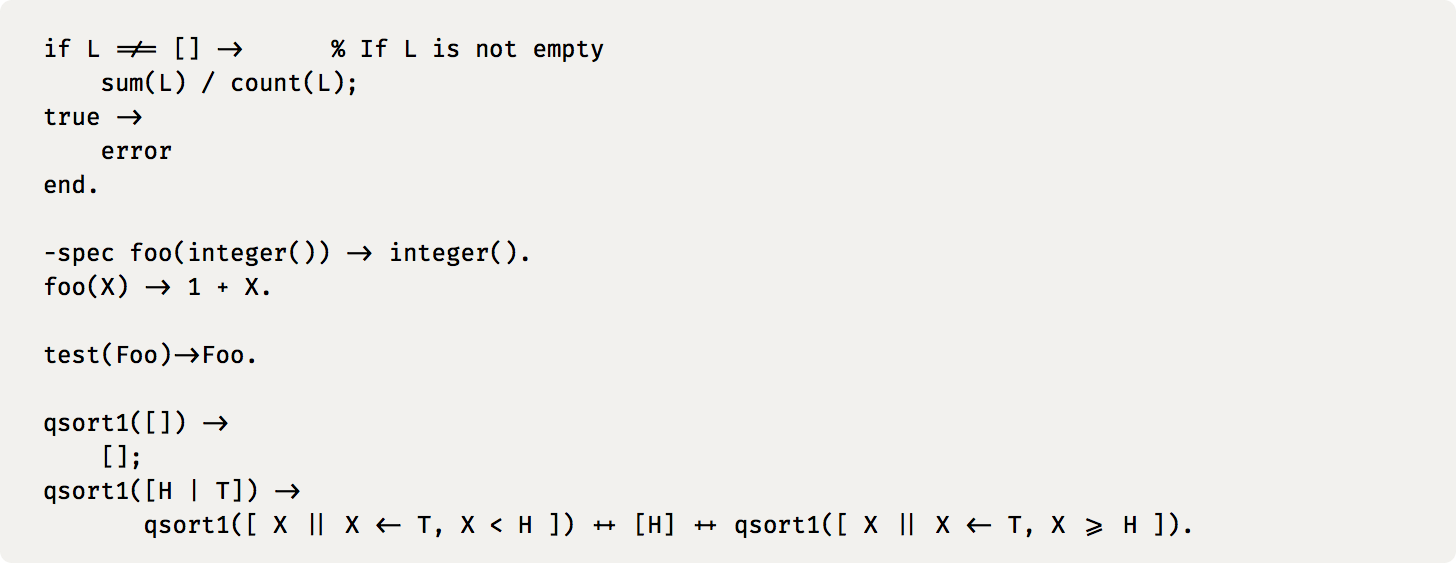 if L =/= [] ->      % If L is not empty
    sum(L) / count(L);
true ->
    error
end.

-spec foo(integer()) -> integer().
foo(X) -> 1 + X.

test(Foo)->Foo.

qsort1([]) ->
    [];
qsort1([H | T]) ->
       qsort1([ X || X <- T, X < H ]) ++ [H] ++ qsort1([ X || X <- T, X >= H ]).